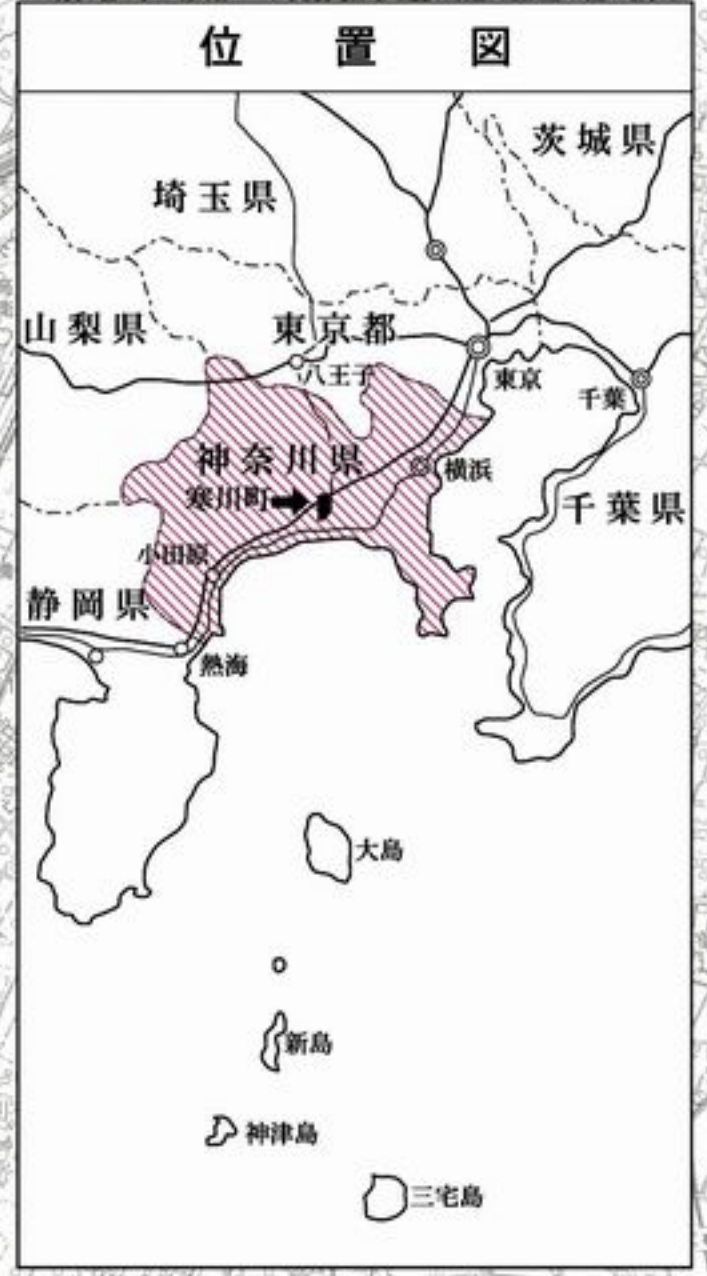 位置図
茨城県
埼玉県
山梨県
東京都
八王子
東京
千葉
神奈川県
横浜
寒川町
千葉県
小田原
静岡県
熱海
大島
新島
神津島
三宅島